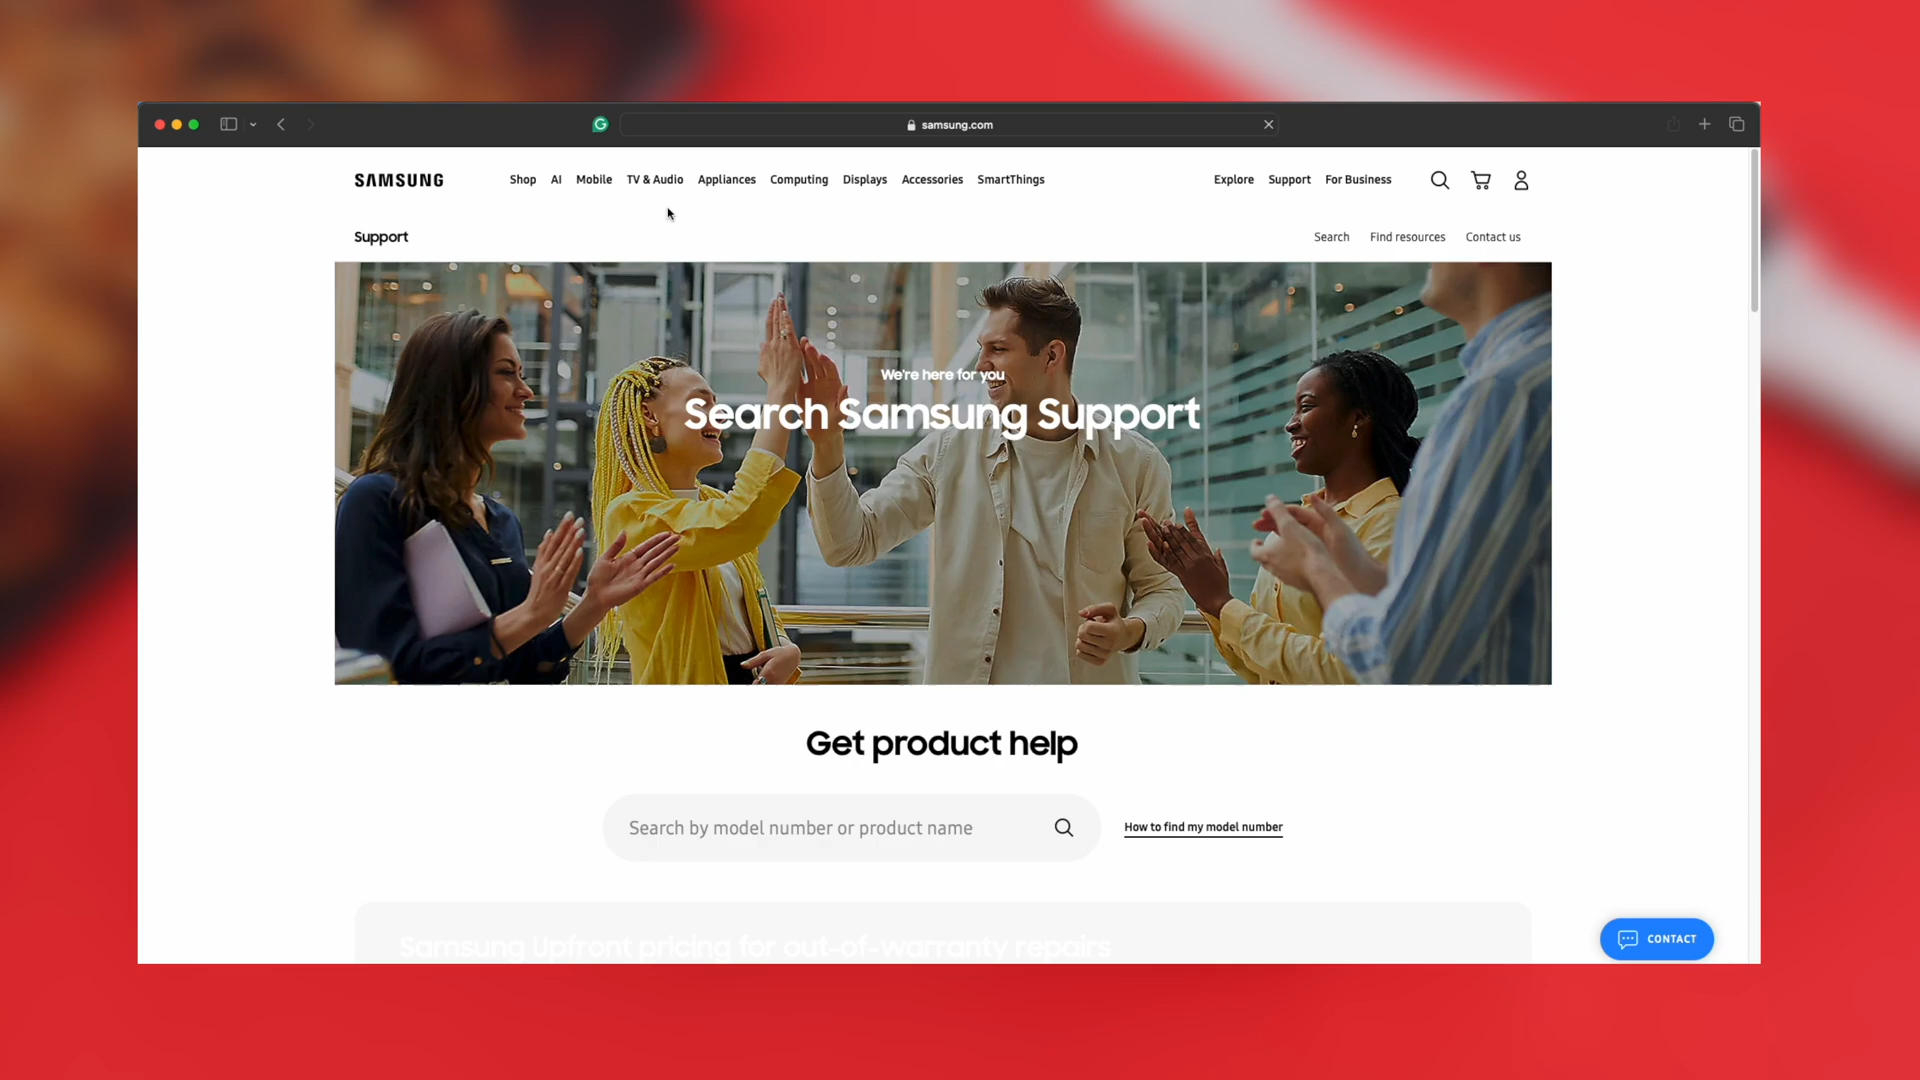 samsung.com
SAMSUNG
Shop AI Mobile TV & Audio Appliances Computing Displays Accessories SmartThings
Explore Support For Business
Support
Search Find resources Contact us
We're here for you
Search Samsung Support
Get product help
Search by model number or product name
How to find my model number
Samsung Upfront pricing for out-of-warranty repairs
CONTACT